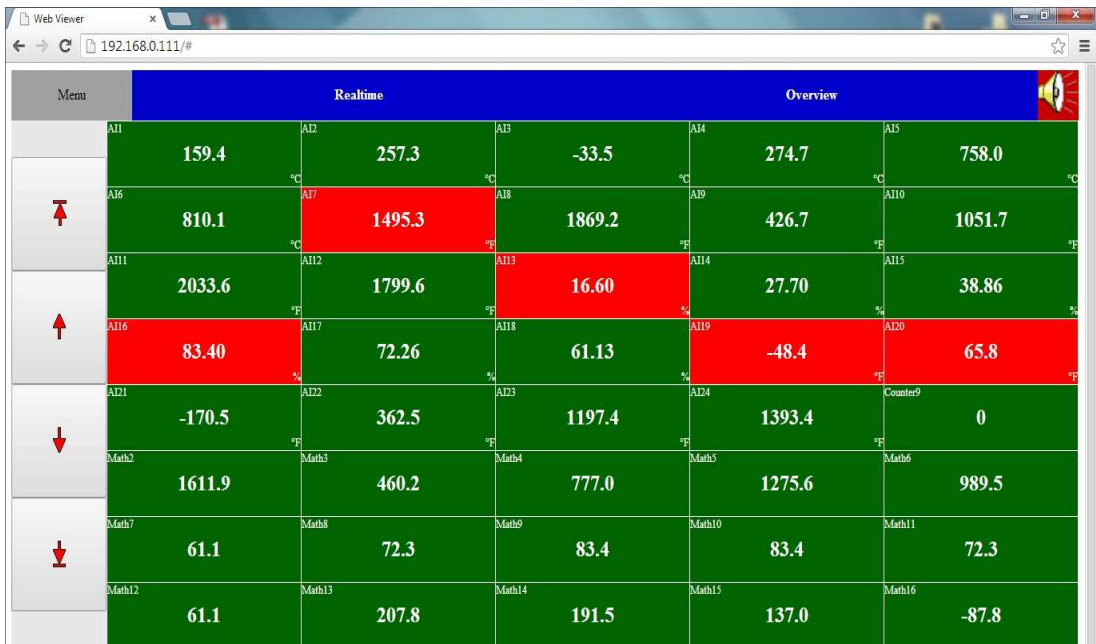 Web Viewer
192.168.0.111/#
Menu Realtime Overview
AI1 AI2 AI3 AI4 AI5
159.4 257.3 -33.5 274.7 758.0
°C °C °C °C °C
AI6 AI7 AI8 AI9 AI10
810.1 1495.3 1869.2 426.7 1051.7
°C °F °F °F °F
AI11 AI12 AI13 AI14 AI15
2033.6 1799.6 16.60 27.70 38.86
°F °F % % %
AI16 AI17 AI18 AI19 AI20
83.40 72.26 61.13 -48.4 65.8
% % % °F °F
AI21 AI22 AI23 AI24 Counter9
-170.5 362.5 1197.4 1393.4 0
°F °F °F °F
Math2 Math3 Math4 Math5 Math6
1611.9 460.2 777.0 1275.6 989.5
Math7 Math8 Math9 Math10 Math11
61.1 72.3 83.4 83.4 72.3
Math12 Math13 Math14 Math15 Math16
61.1 207.8 191.5 137.0 -87.8